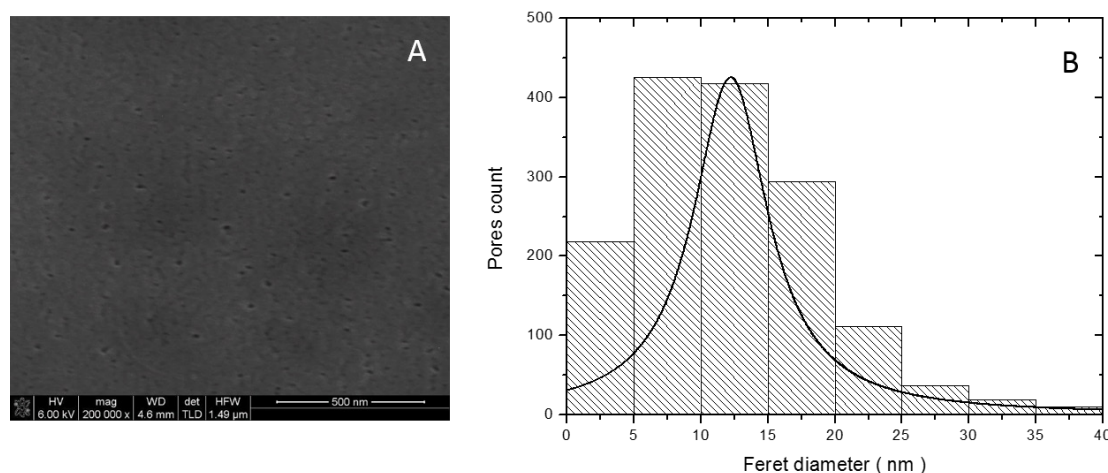 A
HV mag WD det HFW
6.00 kV 200 000 x 4.6 mm TLD 1.49 µm
500 nm
B
500
400
300
200
100
0
Pores count
0 5 10 15 20 25 30 35 40
Feret diameter ( nm )